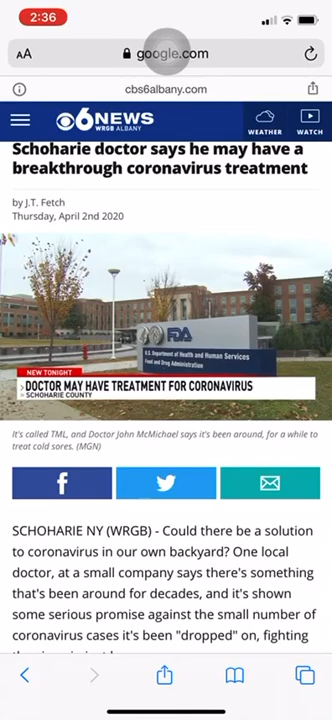 2:36
AA google.com
cbs6albany.com
6 NEWS
WRGB ALBANY
WEATHER WATCH
Schoharie doctor says he may have a
breakthrough coronavirus treatment
by J.T. Fetch
Thursday, April 2nd 2020
FDA
U.S. Department of Health and Human Services
Food and Drug Administration
NEW TONIGHT
DOCTOR MAY HAVE TREATMENT FOR CORONAVIRUS
SCHOHARIE COUNTY
It's called TML, and Doctor John McMichael says it's been around, for a while to
treat cold sores. (MGN)
SCHOHARIE NY (WRGB) - Could there be a solution
to coronavirus in our own backyard? One local
doctor, at a small company says there's something
that's been around for decades, and it's shown
some serious promise against the small number of
coronavirus cases it's been "dropped" on, fighting